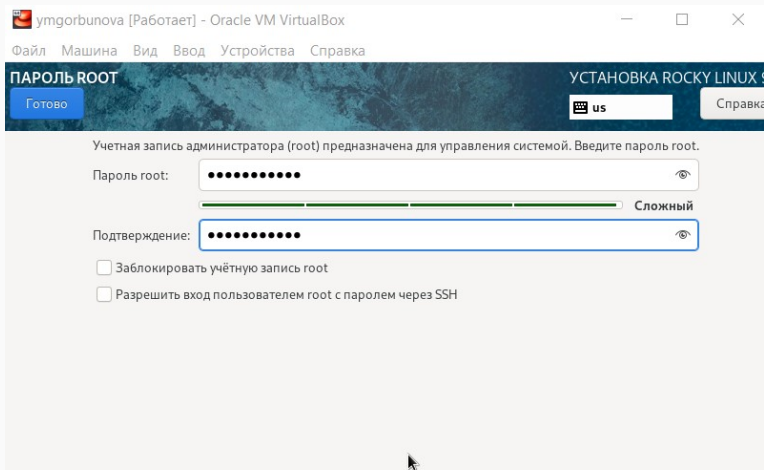 ymgorbunova [Работает] - Oracle VM VirtualBox
Файл Машина Вид Ввод Устройства Справка
ПАРОЛЬ ROOT
УСТАНОВКА ROCKY LINUX
Готово
us
Справка
Учетная запись администратора (root) предназначена для управления системой. Введите пароль root.
Пароль root: •••••••••••
Сложный
Подтверждение: •••••••••••
Заблокировать учётную запись root
Разрешить вход пользователем root с паролем через SSH